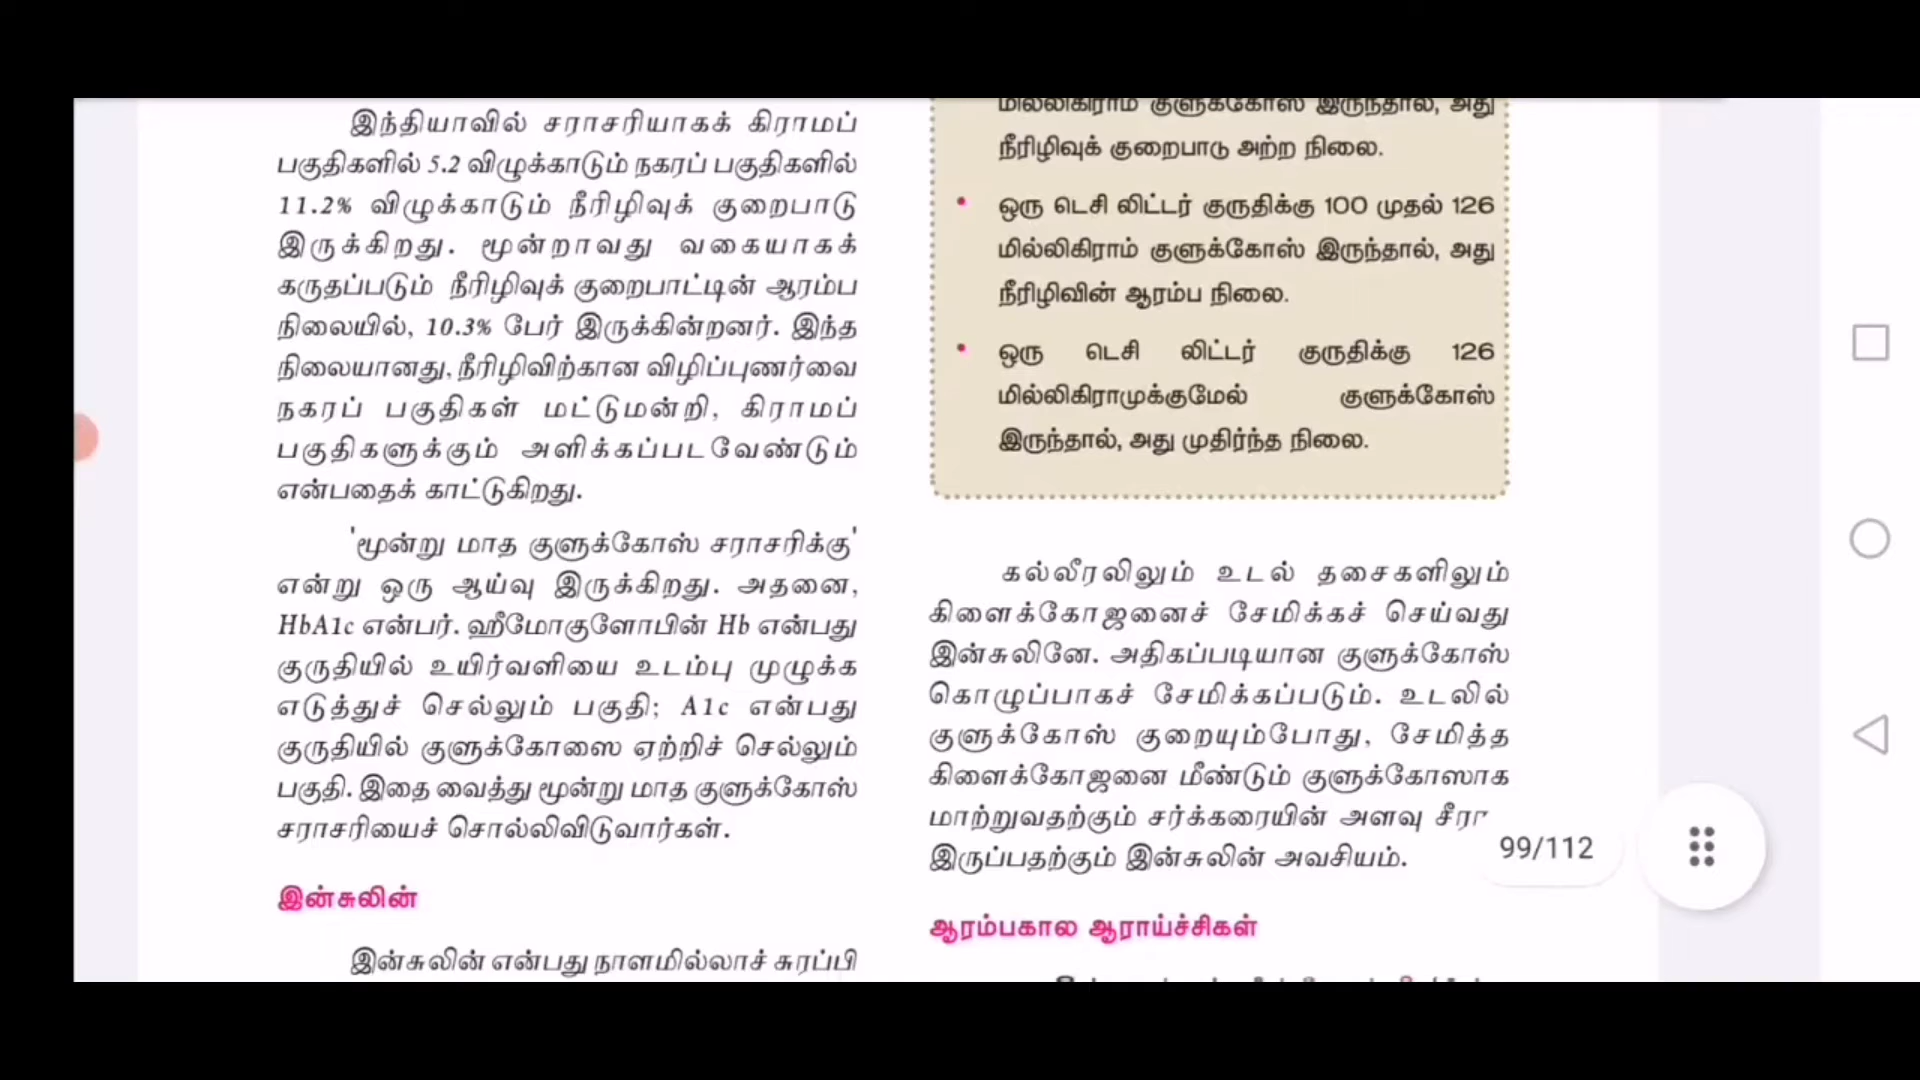 இந்தியாவில் சராசரியாகக் கிராமப்
பகுதிகளில் 5.2 விழுக்காடும் நகரப் பகுதிகளில்
11.2% விழுக்காடும் நீரிழிவுக் குறைபாடு
இருக்கிறது. மூன்றாவது வகையாகக்
கருதப்படும் நீரிழிவுக் குறைபாட்டின் ஆரம்ப
நிலையில், 10.3% பேர் இருக்கின்றனர். இந்த
நிலையானது, நீரிழிவிற்கான விழிப்புணர்வை
நகரப் பகுதிகள் மட்டுமன்றி, கிராமப்
பகுதிகளுக்கும் அளிக்கப்படவேண்டும்
என்பதைக் காட்டுகிறது.
'மூன்று மாத குளுக்கோஸ் சராசரிக்கு'
என்று ஒரு ஆய்வு இருக்கிறது. அதனை,
HbA1c என்பர். ஹீமோகுளோபின் Hb என்பது
குருதியில் உயிர்வளியை உடம்பு முழுக்க
எடுத்துச் செல்லும் பகுதி; A1c என்பது
குருதியில் குளுக்கோஸை ஏற்றிச் செல்லும்
பகுதி. இதை வைத்து மூன்று மாத குளுக்கோஸ்
சராசரியைச் சொல்லிவிடுவார்கள்.
இன்சுலின்
இன்சுலின் என்பது நாளமில்லாச் சுரப்பி
மில்லிகிராம் குளுக்கோஸ் இருந்தால், அது
நீரிழிவுக் குறைபாடு அற்ற நிலை.
• ஒரு டெசி லிட்டர் குருதிக்கு 100 முதல் 126
மில்லிகிராம் குளுக்கோஸ் இருந்தால், அது
நீரிழிவின் ஆரம்ப நிலை.
• ஒரு டெசி லிட்டர் குருதிக்கு 126
மில்லிகிராமுக்குமேல் குளுக்கோஸ்
இருந்தால், அது முதிர்ந்த நிலை.
கல்லீரலிலும் உடல் தசைகளிலும்
கிளைக்கோஜனைச் சேமிக்கச் செய்வது
இன்சுலினே. அதிகப்படியான குளுக்கோஸ்
கொழுப்பாகச் சேமிக்கப்படும். உடலில்
குளுக்கோஸ் குறையும்போது, சேமித்த
கிளைக்கோஜனை மீண்டும் குளுக்கோஸாக
மாற்றுவதற்கும் சர்க்கரையின் அளவு
இருப்பதற்கும் இன்சுலின் அவசியம்.
ஆரம்பகால ஆராய்ச்சிகள்
99/112